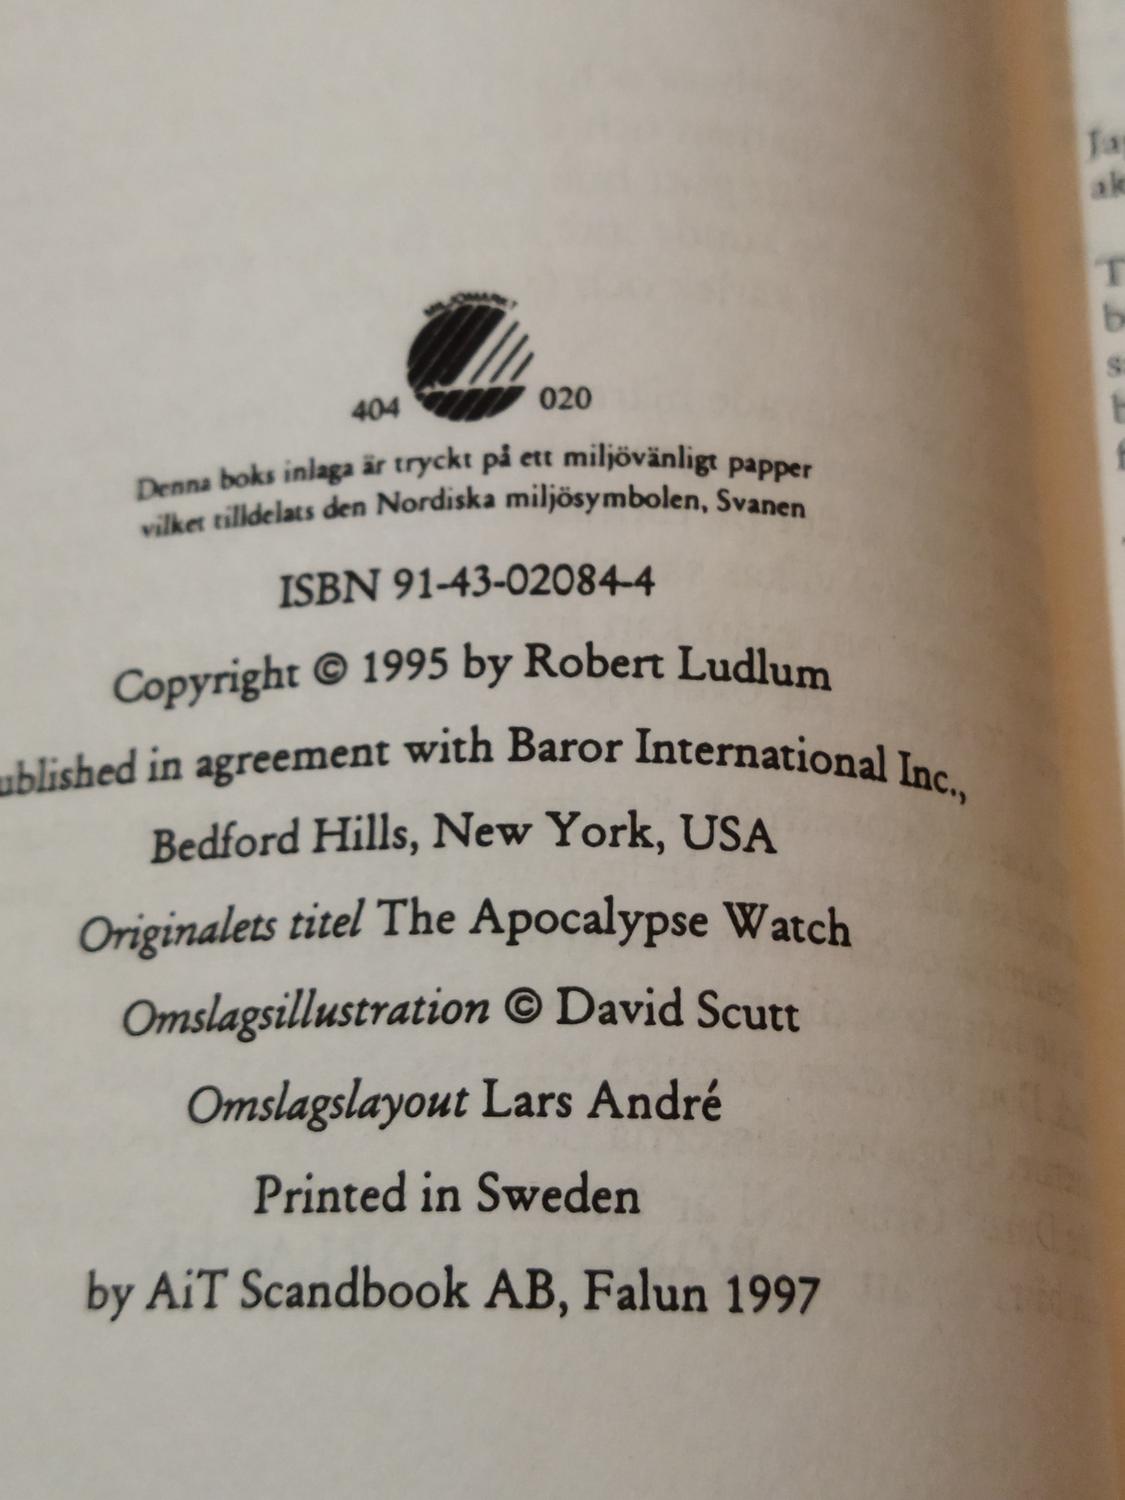 MILJÖMÄRKT
404 020
Denna boks inlaga är tryckt på ett miljövänligt papper
vilket tilldelats den Nordiska miljösymbolen, Svanen
ISBN 91-43-02084-4
Copyright © 1995 by Robert Ludlum
ublished in agreement with Baror International Inc.,
Bedford Hills, New York, USA
Originalets titel The Apocalypse Watch
Omslagsillustration © David Scutt
Omslagslayout Lars André
Printed in Sweden
by AiT Scandbook AB, Falun 1997